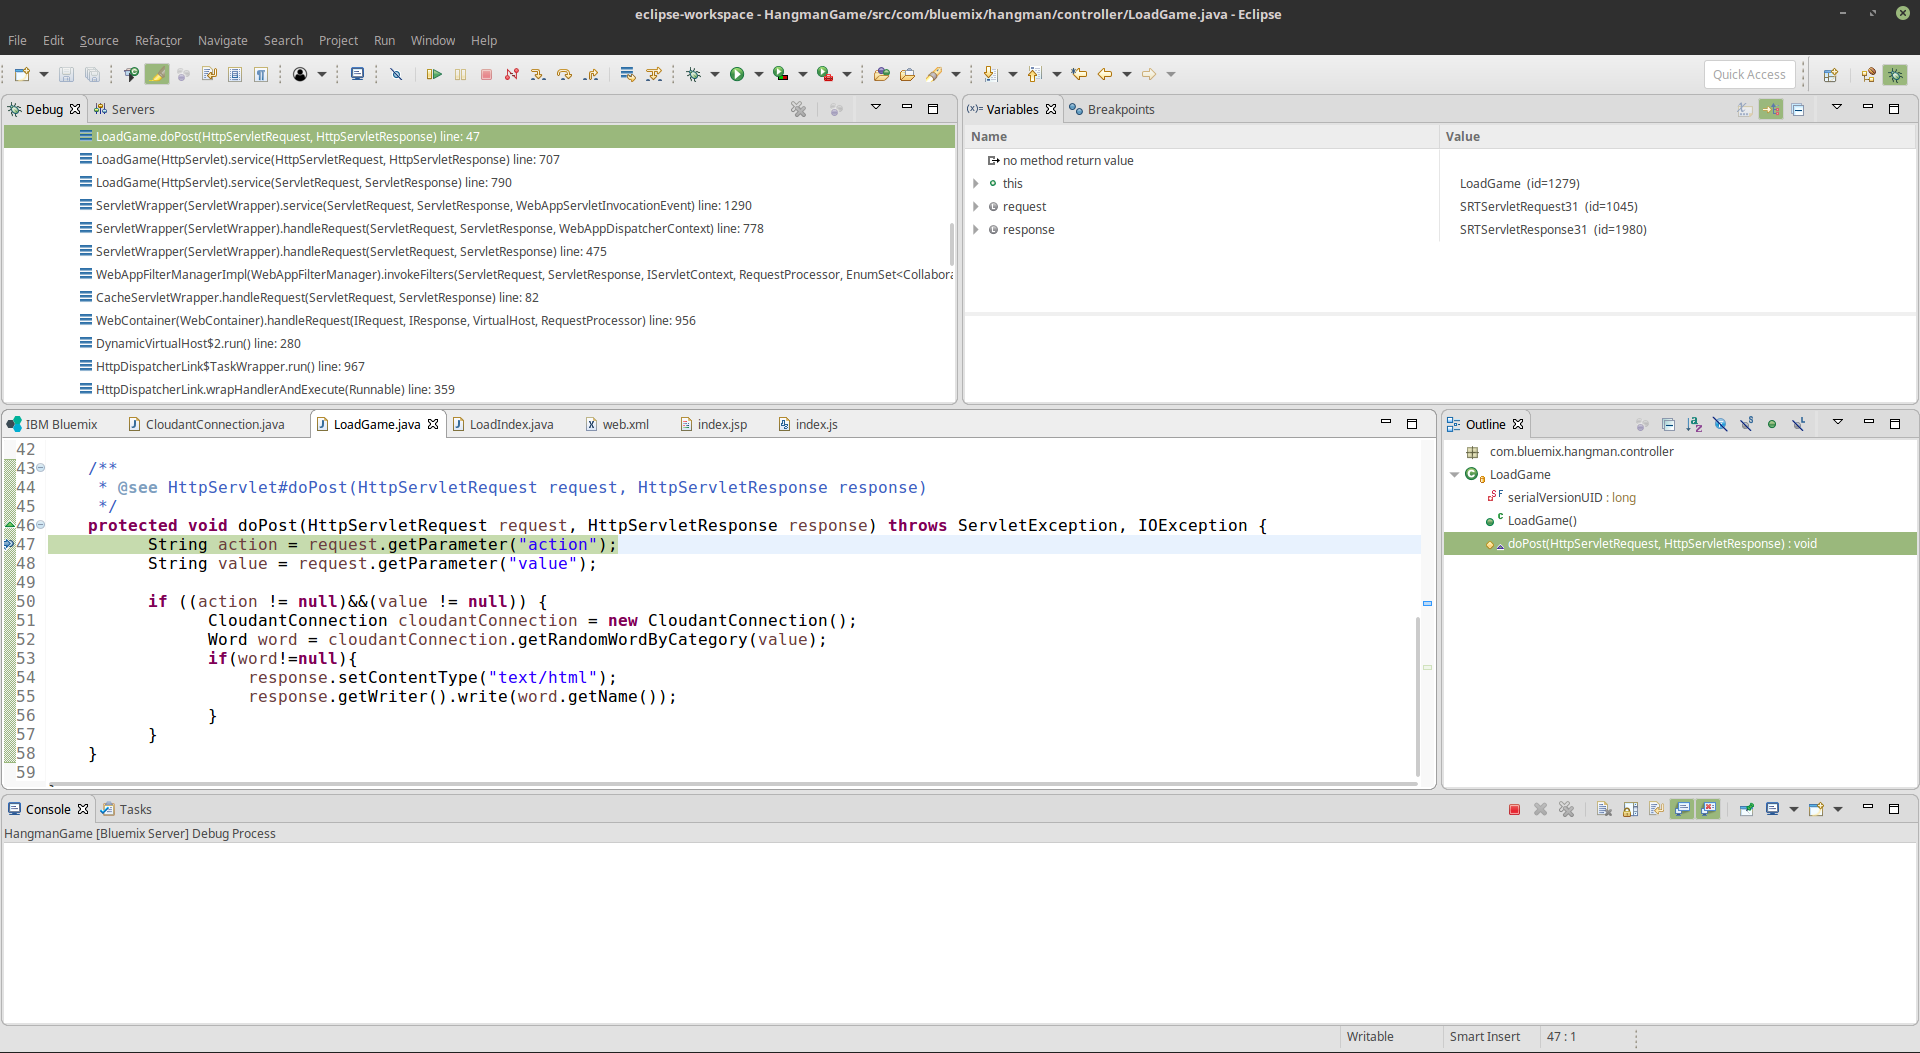 eclipse-workspace - HangmanGame/src/com/bluemix/hangman/controller/LoadGame.java - Eclipse
File Edit Source Refactor Navigate Search Project Run Window Help
Quick Access
Debug Servers
LoadGame.doPost(HttpServletRequest, HttpServletResponse) line: 47
LoadGame(HttpServlet).service(HttpServletRequest, HttpServletResponse) line: 707
LoadGame(HttpServlet).service(ServletRequest, ServletResponse) line: 790
ServletWrapper(ServletWrapper).service(ServletRequest, ServletResponse, WebAppServletInvocationEvent) line: 1290
ServletWrapper(ServletWrapper).handleRequest(ServletRequest, ServletResponse, WebAppDispatcherContext) line: 778
ServletWrapper(ServletWrapper).handleRequest(ServletRequest, ServletResponse) line: 475
WebAppFilterManagerImpl(WebAppFilterManager).invokeFilters(ServletRequest, ServletResponse, IServletContext, RequestProcessor, EnumSet<Collabora
CacheServletWrapper.handleRequest(ServletRequest, ServletResponse) line: 82
WebContainer(WebContainer).handleRequest(IRequest, IResponse, VirtualHost, RequestProcessor) line: 956
DynamicVirtualHost$2.run() line: 280
HttpDispatcherLink$TaskWrapper.run() line: 967
HttpDispatcherLink.wrapHandlerAndExecute(Runnable) line: 359
(x)= Variables Breakpoints
Name Value
no method return value
this LoadGame (id=1279)
request SRTServletRequest31 (id=1045)
response SRTServletResponse31 (id=1980)
IBM Bluemix CloudantConnection.java LoadGame.java LoadIndex.java web.xml index.jsp index.js
42
43 /**
44 * @see HttpServlet#doPost(HttpServletRequest request, HttpServletResponse response)
45 */
46 protected void doPost(HttpServletRequest request, HttpServletResponse response) throws ServletException, IOException {
47 String action = request.getParameter("action");
48 String value = request.getParameter("value");
49
50 if ((action != null)&&(value != null)) {
51 CloudantConnection cloudantConnection = new CloudantConnection();
52 Word word = cloudantConnection.getRandomWordByCategory(value);
53 if(word!=null){
54 response.setContentType("text/html");
55 response.getWriter().write(word.getName());
56 }
57 }
58 }
59
Outline
com.bluemix.hangman.controller
LoadGame
serialVersionUID : long
LoadGame()
doPost(HttpServletRequest, HttpServletResponse) : void
Console Tasks
HangmanGame [Bluemix Server] Debug Process
Writable Smart Insert 47 : 1